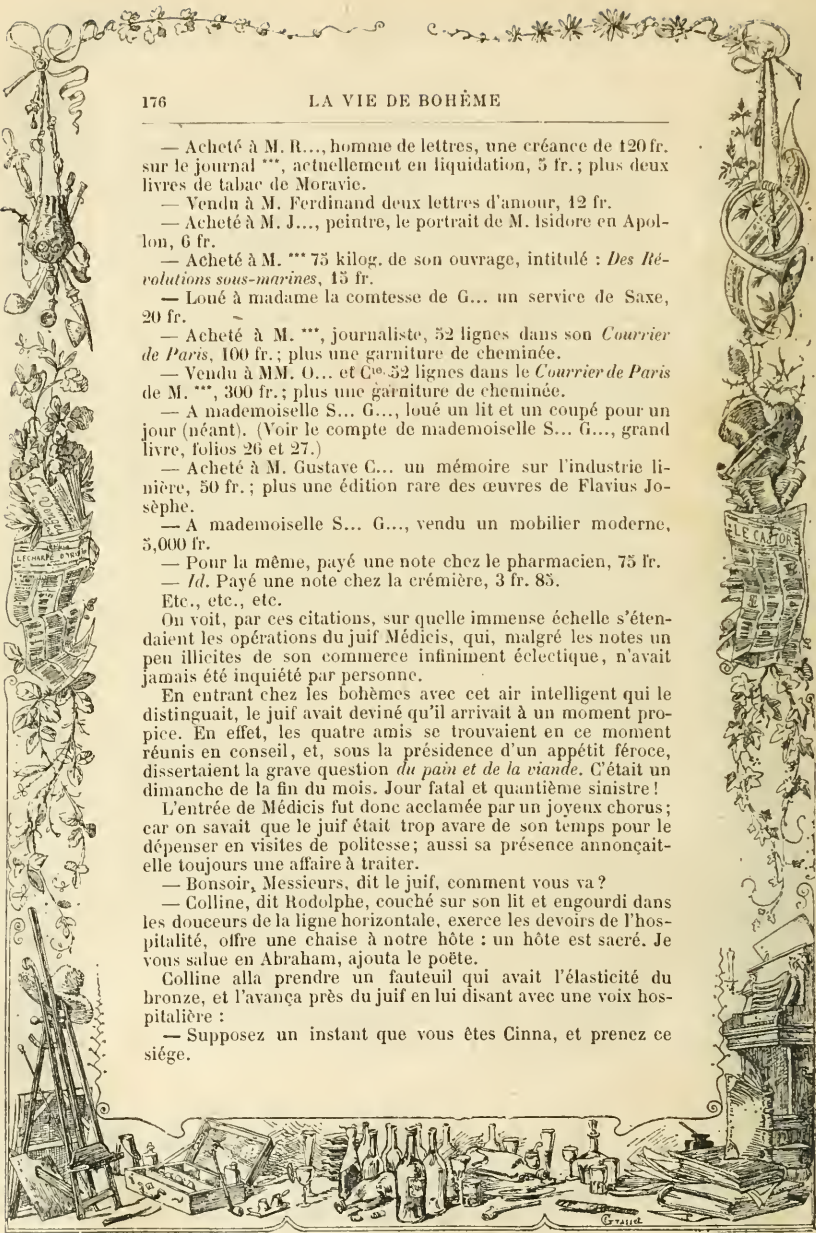 176 LA VIE DE BOHÊME
— Acheté à M. R..., homme de lettres, une créance de 120 fr.
sur le journal ***, actuellement en liquidation, 5 fr. ; plus deux
livres de tabac de Moravie.
— Vendu à M. Ferdinand deux lettres d'amour, 12 fr.
— Acheté à M. J..., peintre, le portrait de M. Isidore en Apol-
lon, 6 fr.
— Acheté à M. *** 75 kilog. de son ouvrage, intitulé : Des Ré-
volutions sous-marines, 15 fr.
— Loué à madame la comtesse de G... un service de Saxe,
20 fr.
— Acheté à M. ***, journaliste, 52 lignes dans son Courrier
de Paris, 100 fr. ; plus une garniture de cheminée.
— Vendu à MM. O... et Cie. 52 lignes dans le Courrier de Paris
de M. ***, 300 fr. ; plus une garniture de cheminée.
— A mademoiselle S... G..., loué un lit et un coupé pour un
jour (néant). (Voir le compte de mademoiselle S... G..., grand
livre, folios 26 et 27.)
— Acheté à M. Gustave C... un mémoire sur l'industrie li-
nière, 50 fr. ; plus une édition rare des œuvres de Flavius Jo-
sèphe.
— A mademoiselle S... G..., vendu un mobilier moderne,
5,000 fr.
— Pour la même, payé une note chez le pharmacien, 75 fr.
— Id. Payé une note chez la crémière, 3 fr. 85.
Etc., etc., etc.
On voit, par ces citations, sur quelle immense échelle s'éten-
daient les opérations du juif Médicis, qui, malgré les notes un
peu illicites de son commerce infiniment éclectique, n'avait
jamais été inquiété par personne.
En entrant chez les bohèmes avec cet air intelligent qui le
distinguait, le juif avait deviné qu'il arrivait à un moment pro-
pice. En effet, les quatre amis se trouvaient en ce moment
réunis en conseil, et, sous la présidence d'un appétit féroce,
dissertaient la grave question du pain et de la viande. C'était un
dimanche de la fin du mois. Jour fatal et quantième sinistre !
L'entrée de Médicis fut donc acclamée par un joyeux chorus ;
car on savait que le juif était trop avare de son temps pour le
dépenser en visites de politesse ; aussi sa présence annonçait-
elle toujours une affaire à traiter.
— Bonsoir, Messieurs, dit le juif, comment vous va ?
— Colline, dit Rodolphe, couché sur son lit et engourdi dans
les douceurs de la ligne horizontale, exerce les devoirs de l'hos-
pitalité, offre une chaise à notre hôte : un hôte est sacré. Je
vous salue en Abraham, ajouta le poëte.
Colline alla prendre un fauteuil qui avait l'élasticité du
bronze, et l'avança près du juif en lui disant avec une voix hos-
pitalière :
— Supposez un instant que vous êtes Cinna, et prenez ce
siége.
LE CASTOR
LECHARPE D'IRIS
Grasset